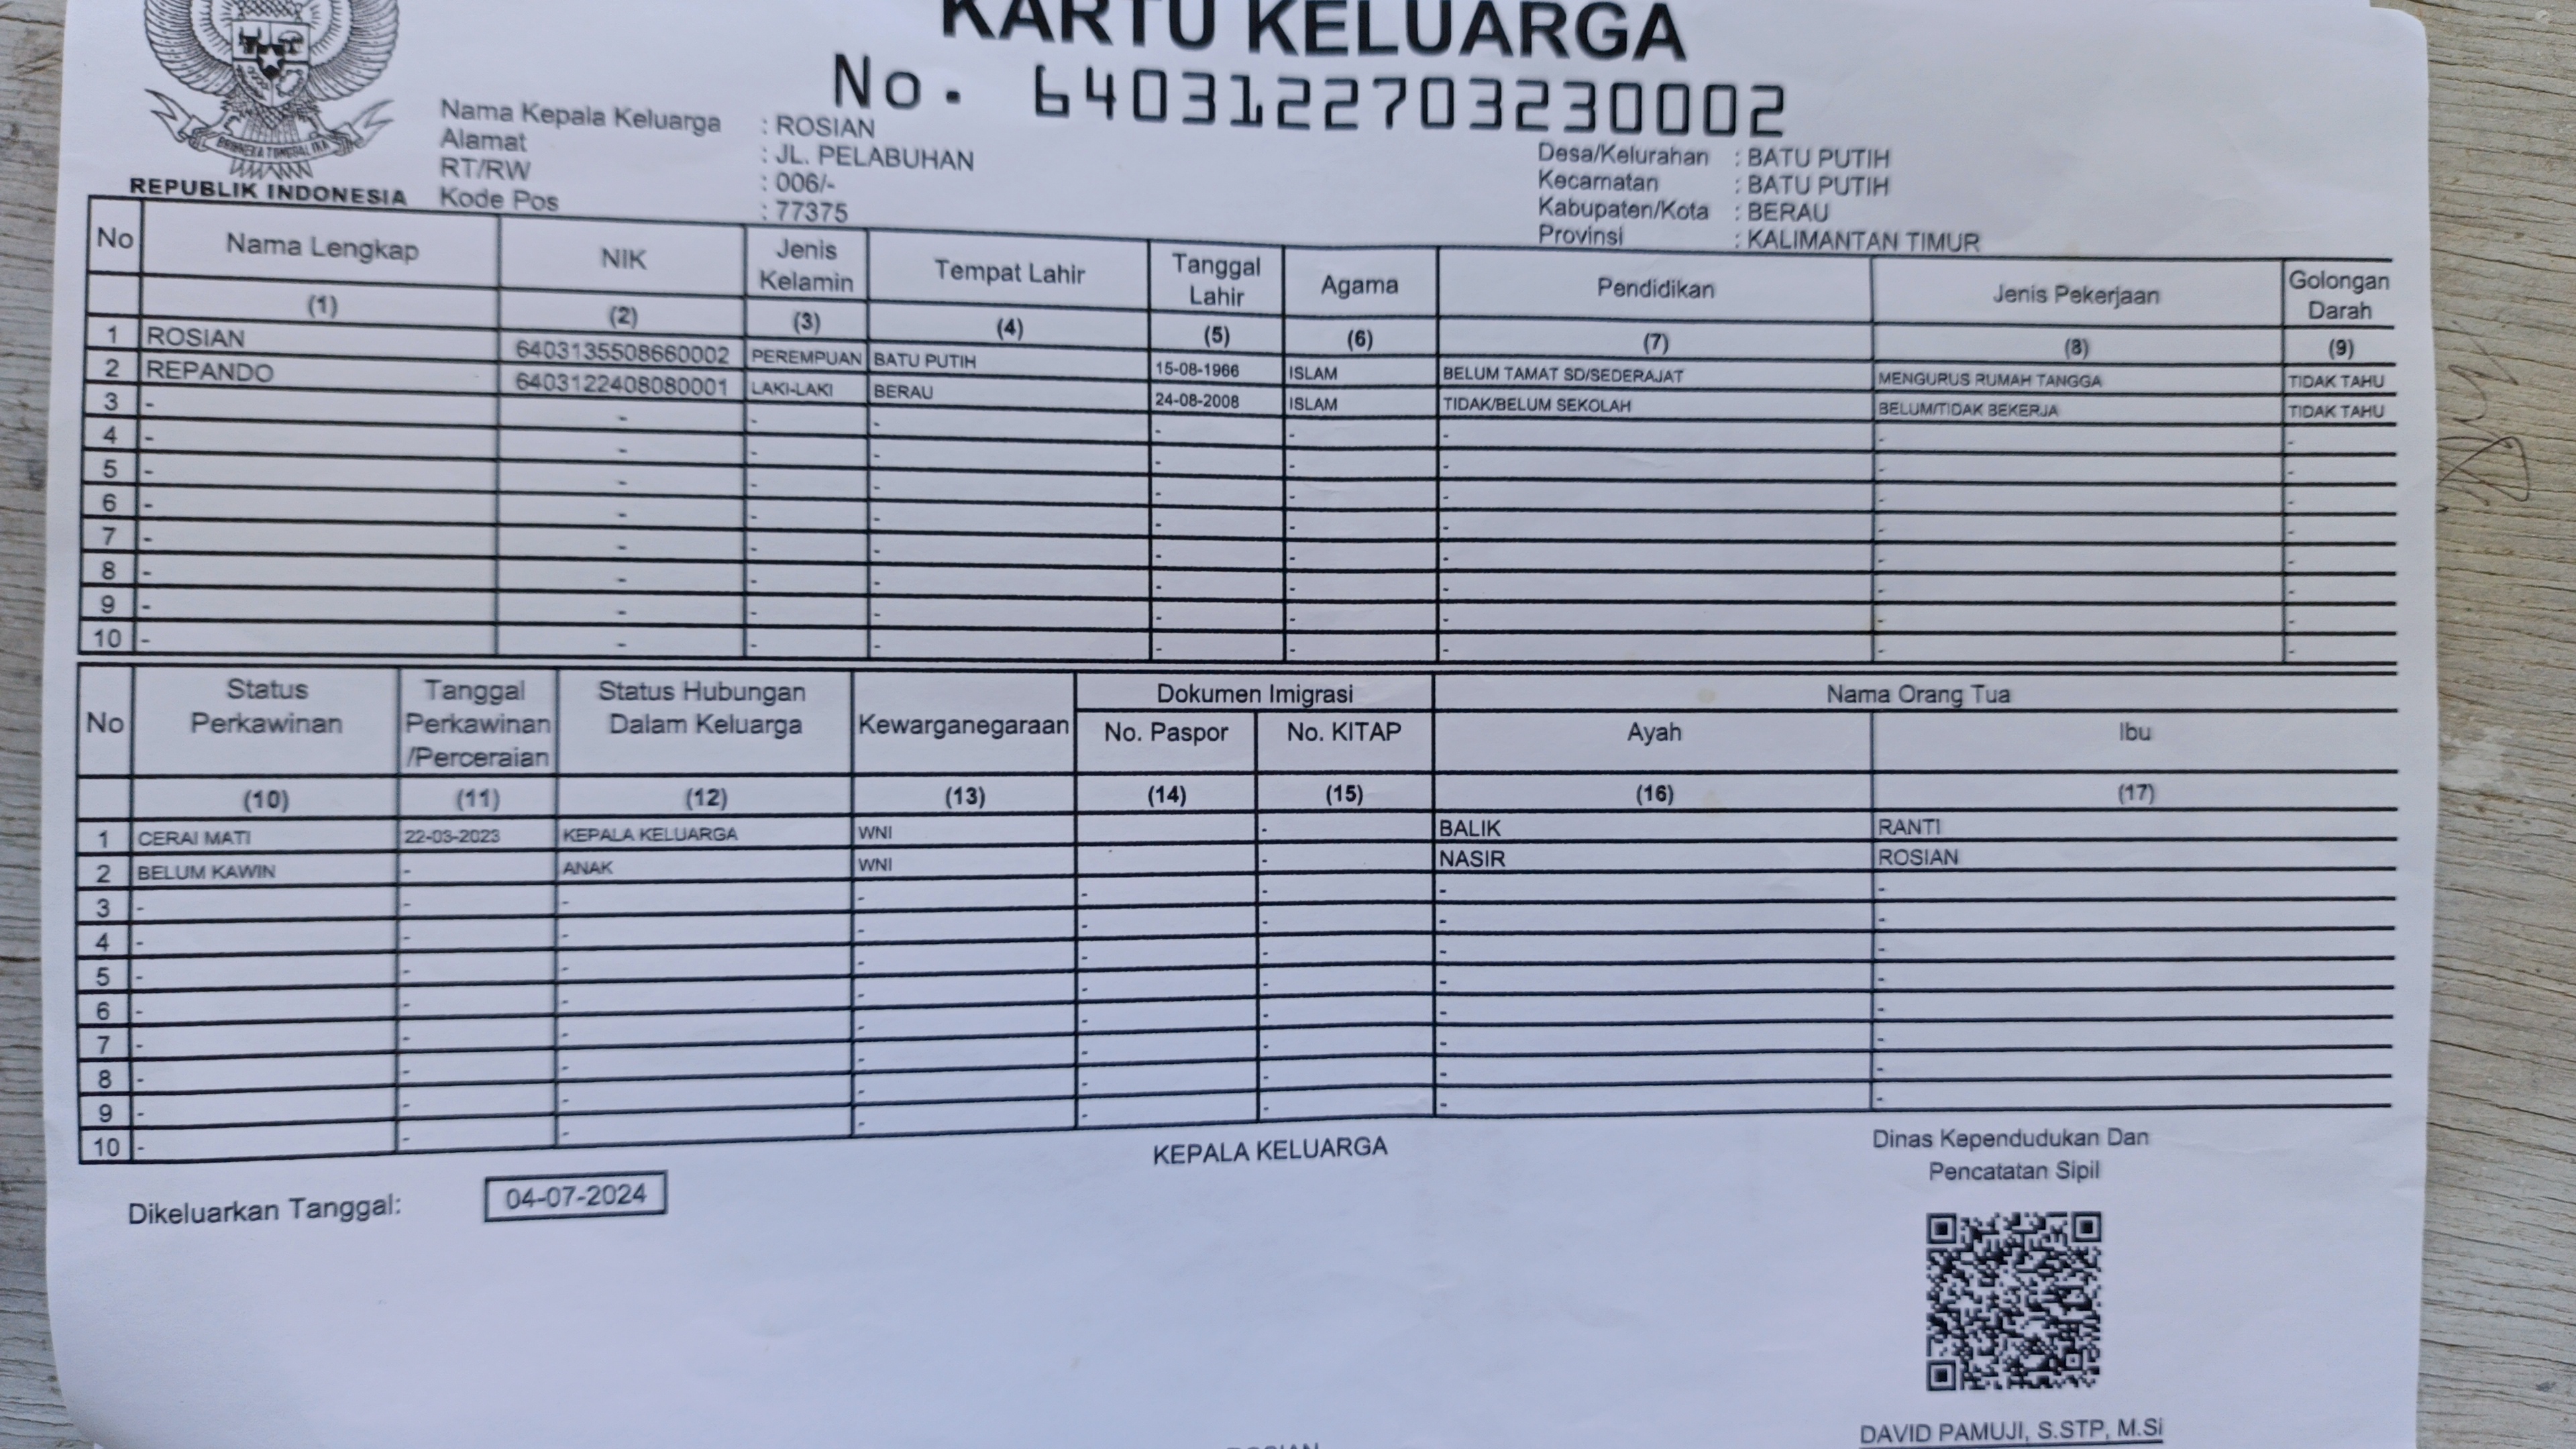 KARTU KELUARGA
No. 6403122703230002
BHINNEKA TUNGGAL IKA
REPUBLIK INDONESIA
Nama Kepala Keluarga : ROSIAN
Alamat : JL. PELABUHAN
RT/RW : 006/-
Kode Pos : 77375
Desa/Kelurahan : BATU PUTIH
Kecamatan : BATU PUTIH
Kabupaten/Kota : BERAU
Provinsi : KALIMANTAN TIMUR
No Nama Lengkap NIK Jenis Kelamin Tempat Lahir Tanggal Lahir Agama Pendidikan Jenis Pekerjaan Golongan Darah
(1) (2) (3) (4) (5) (6) (7) (8) (9)
1 ROSIAN 6403135508660002 PEREMPUAN BATU PUTIH 15-08-1966 ISLAM BELUM TAMAT SD/SEDERAJAT MENGURUS RUMAH TANGGA TIDAK TAHU
2 REPANDO 6403122408080001 LAKI-LAKI BERAU 24-08-2008 ISLAM TIDAK/BELUM SEKOLAH BELUM/TIDAK BEKERJA TIDAK TAHU
3 - - - - - - - - -
4 - - - - - - - - -
5 - - - - - - - - -
6 - - - - - - - - -
7 - - - - - - - - -
8 - - - - - - - - -
9 - - - - - - - - -
10 - - - - - - - - -
No Status Perkawinan Tanggal Perkawinan /Perceraian Status Hubungan Dalam Keluarga Kewarganegaraan Dokumen Imigrasi Nama Orang Tua
No. Paspor No. KITAP Ayah Ibu
(10) (11) (12) (13) (14) (15) (16) (17)
1 CERAI MATI 22-03-2023 KEPALA KELUARGA WNI - BALIK RANTI
2 BELUM KAWIN - ANAK WNI - NASIR ROSIAN
3 - - - - - - - -
4 - - - - - - - -
5 - - - - - - - -
6 - - - - - - - -
7 - - - - - - - -
8 - - - - - - - -
9 - - - - - - - -
10 - - - - - - - -
Dikeluarkan Tanggal: 04-07-2024
KEPALA KELUARGA
Dinas Kependudukan Dan
Pencatatan Sipil
DAVID PAMUJI, S.STP, M.Si
ROSIAN